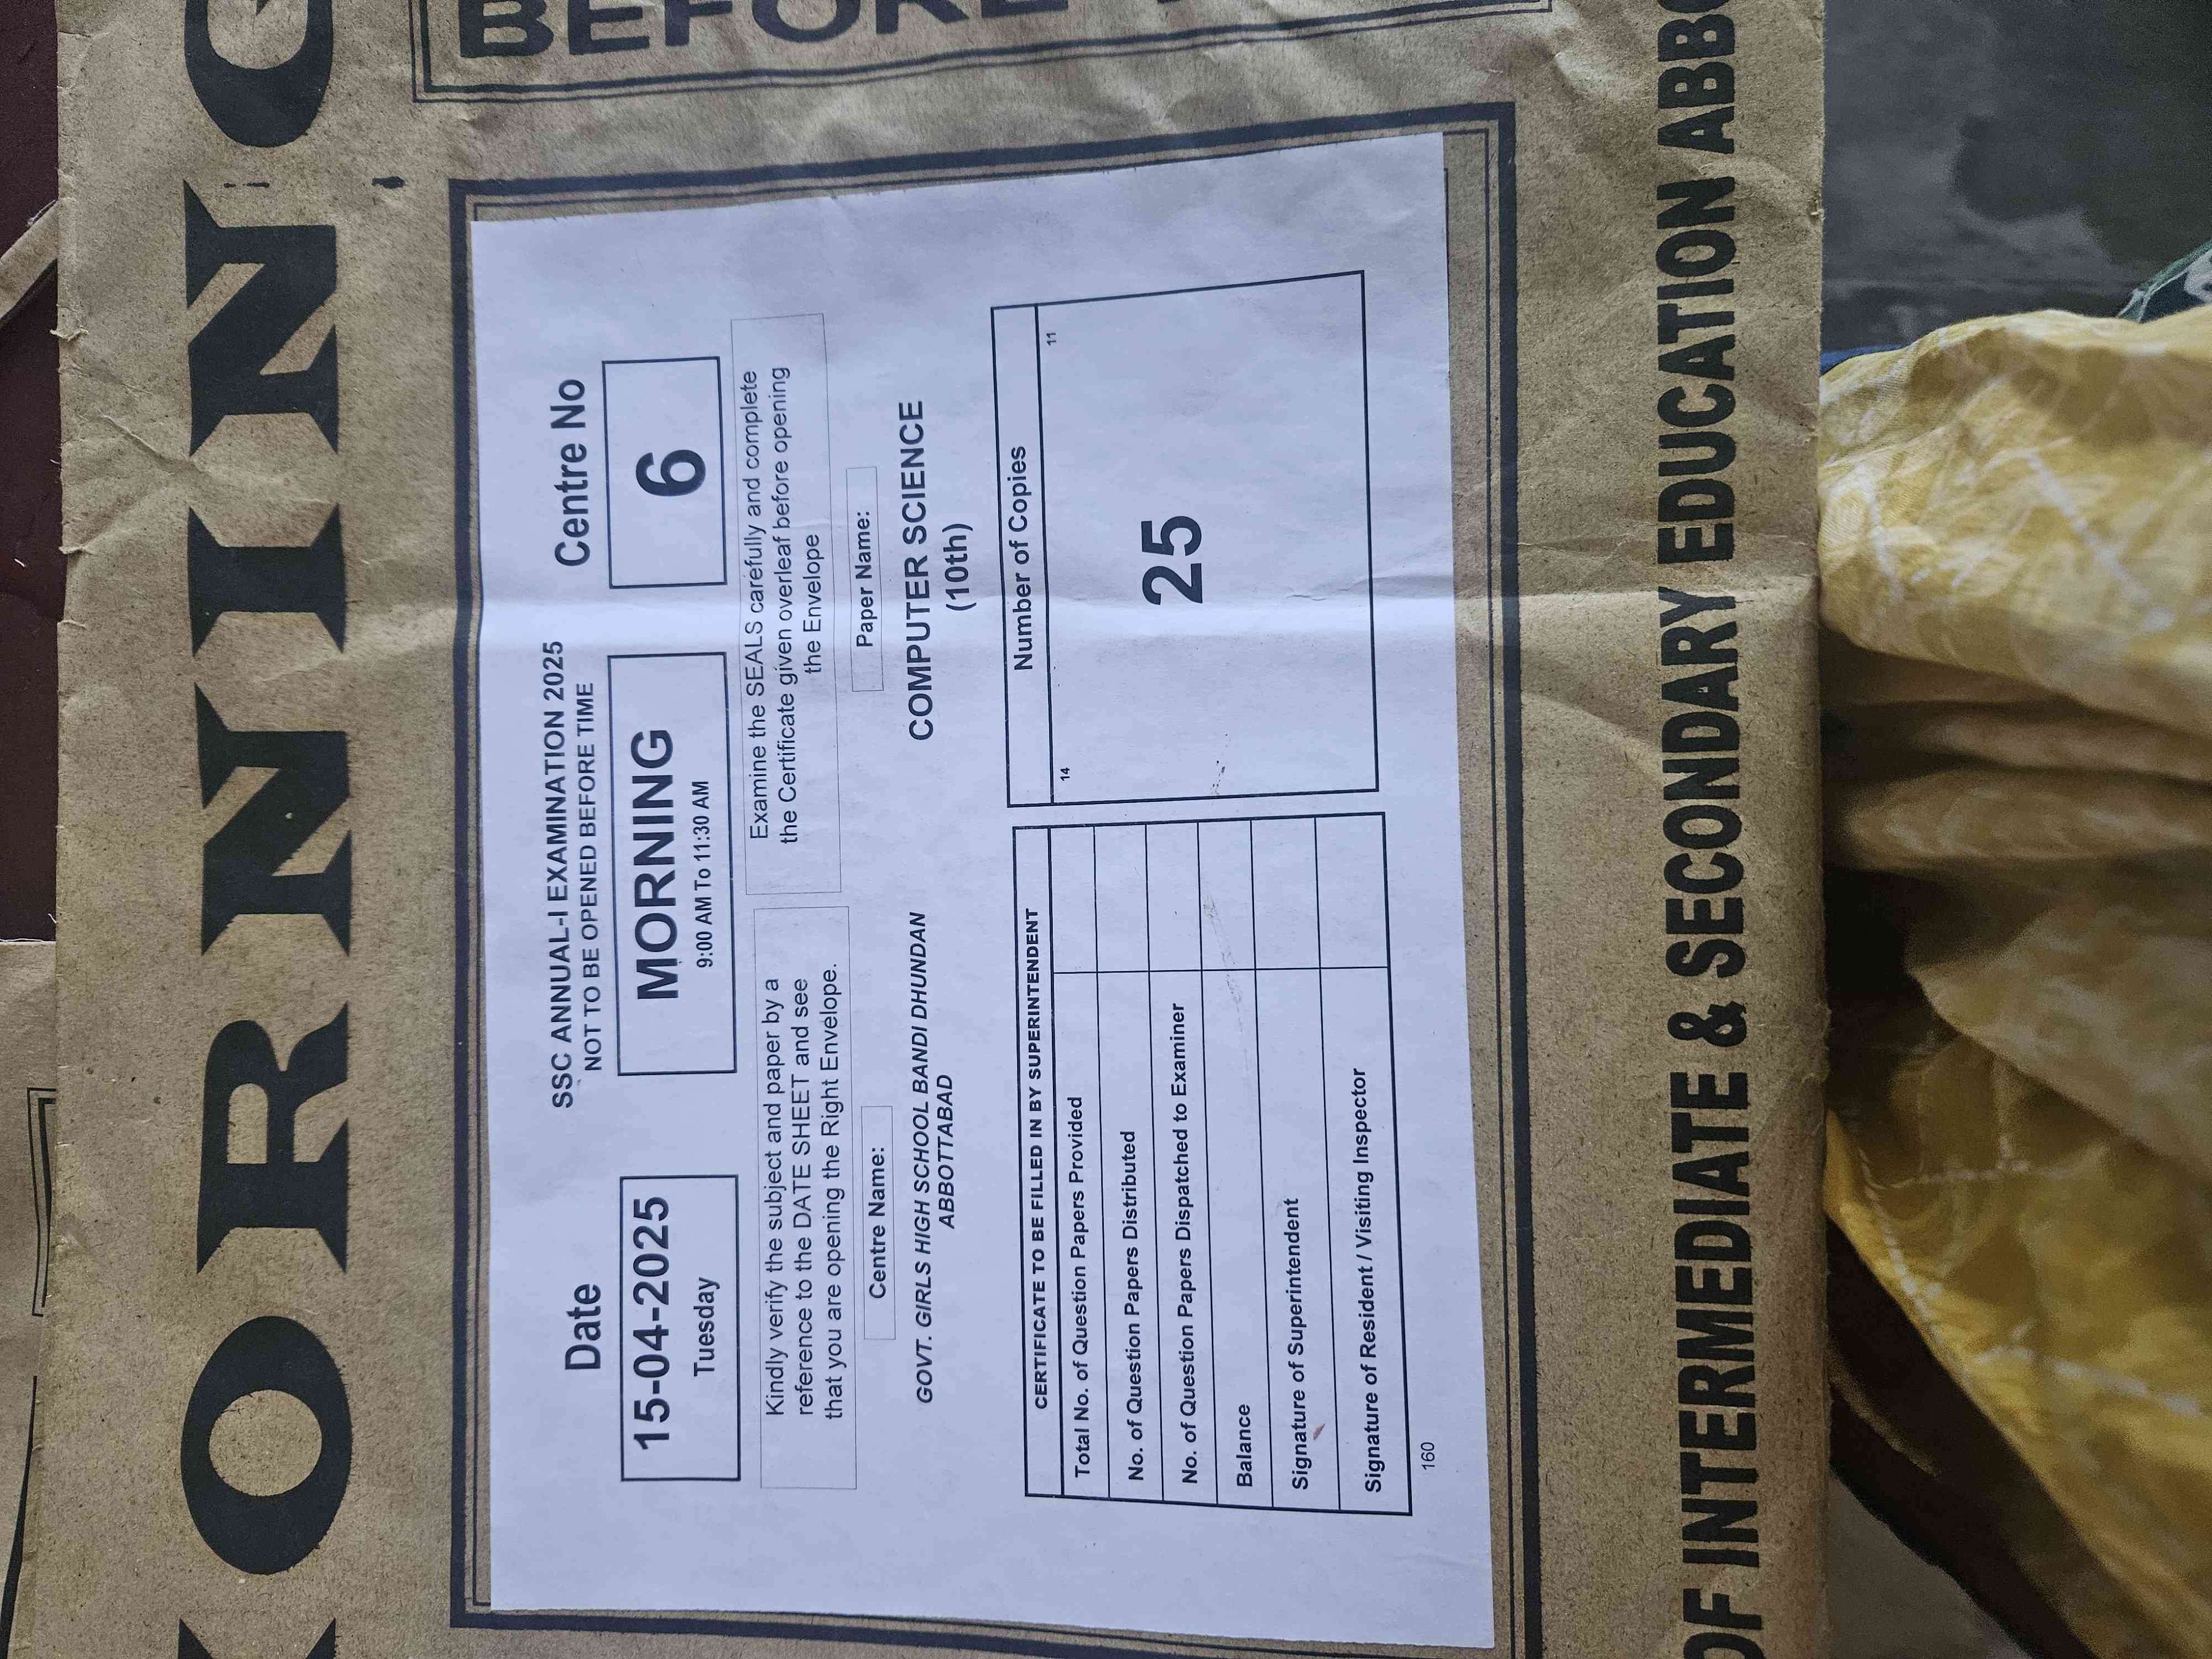 ORNING
BEFORE
SSC ANNUAL-I EXAMINATION 2025
NOT TO BE OPENED BEFORE TIME
Date
Centre No
15-04-2025
Tuesday
MORNING
9:00 AM To 11:30 AM
6
Kindly verify the subject and paper by a
reference to the DATE SHEET and see
that you are opening the Right Envelope.
Examine the SEALS carefully and complete
the Certificate given overleaf before opening
the Envelope
Centre Name:
GOVT. GIRLS HIGH SCHOOL BANDI DHUNDAN
ABBOTTABAD
Paper Name:
COMPUTER SCIENCE
(10th)
CERTIFICATE TO BE FILLED IN BY SUPERINTENDENT
Total No. of Question Papers Provided
No. of Question Papers Distributed
No. of Question Papers Dispatched to Examiner
Balance
Signature of Superintendent
Signature of Resident / Visiting Inspector
Number of Copies
14
11
25
160
OF INTERMEDIATE & SECONDARY EDUCATION ABBO